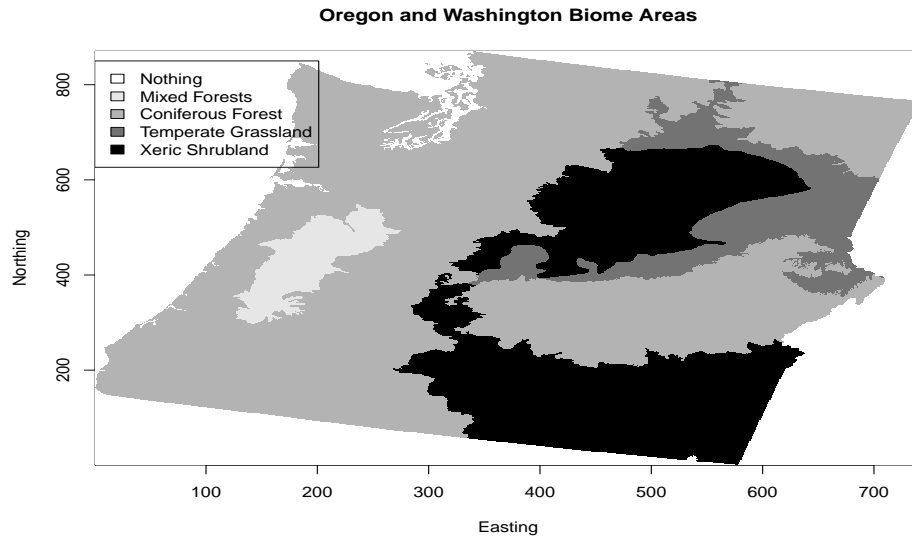 Oregon and Washington Biome Areas
Nothing
Mixed Forests
Coniferous Forest
Temperate Grassland
Xeric Shrubland
Northing
800
600
400
200
100 200 300 400 500 600 700
Easting